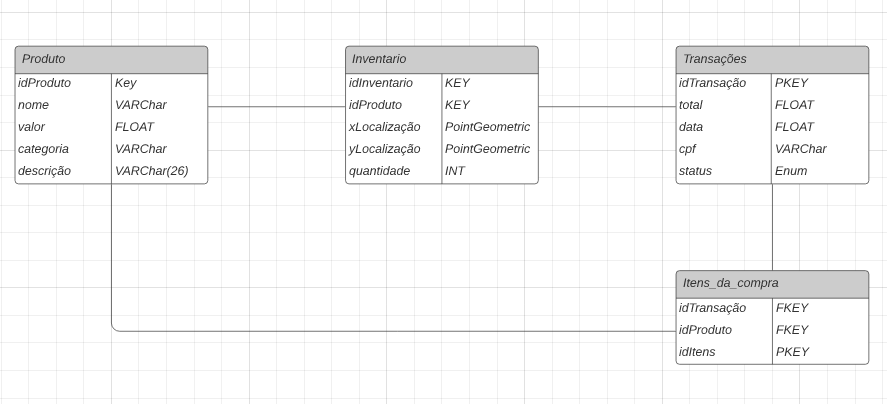 Produto
idProduto Key
nome VARChar
valor FLOAT
categoria VARChar
descrição VARChar(26)
Inventario
idInventario KEY
idProduto KEY
xLocalização PointGeometric
yLocalização PointGeometric
quantidade INT
Transações
idTransação PKEY
total FLOAT
data FLOAT
cpf VARChar
status Enum
Itens_da_compra
idTransação FKEY
idProduto FKEY
idItens PKEY